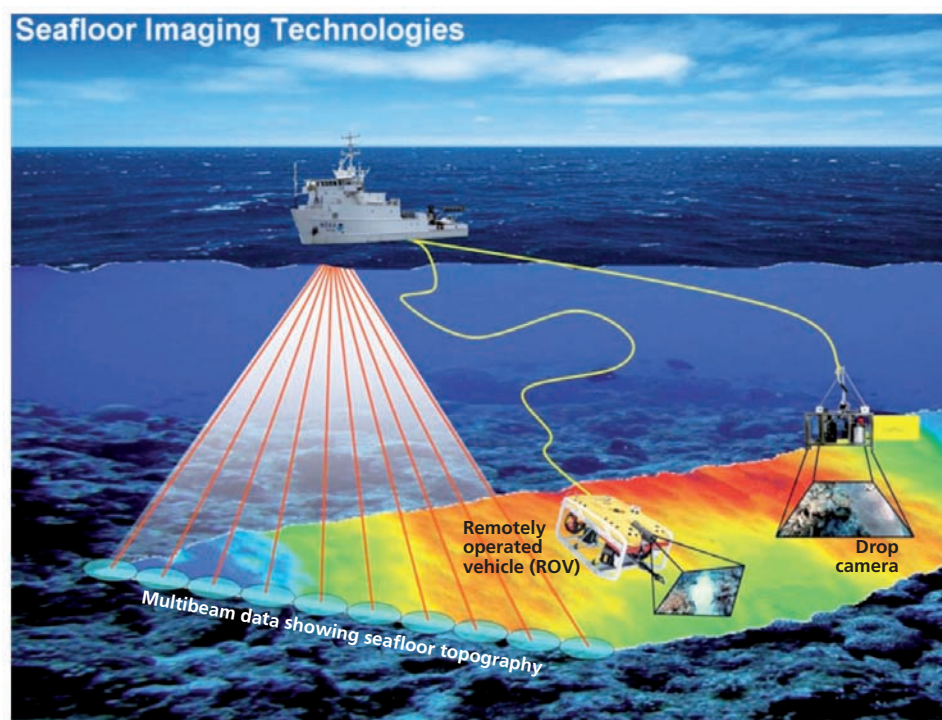 Seafloor Imaging Technologies
Remotely
operated
vehicle (ROV)
Drop
camera
Multibeam data showing seafloor topography